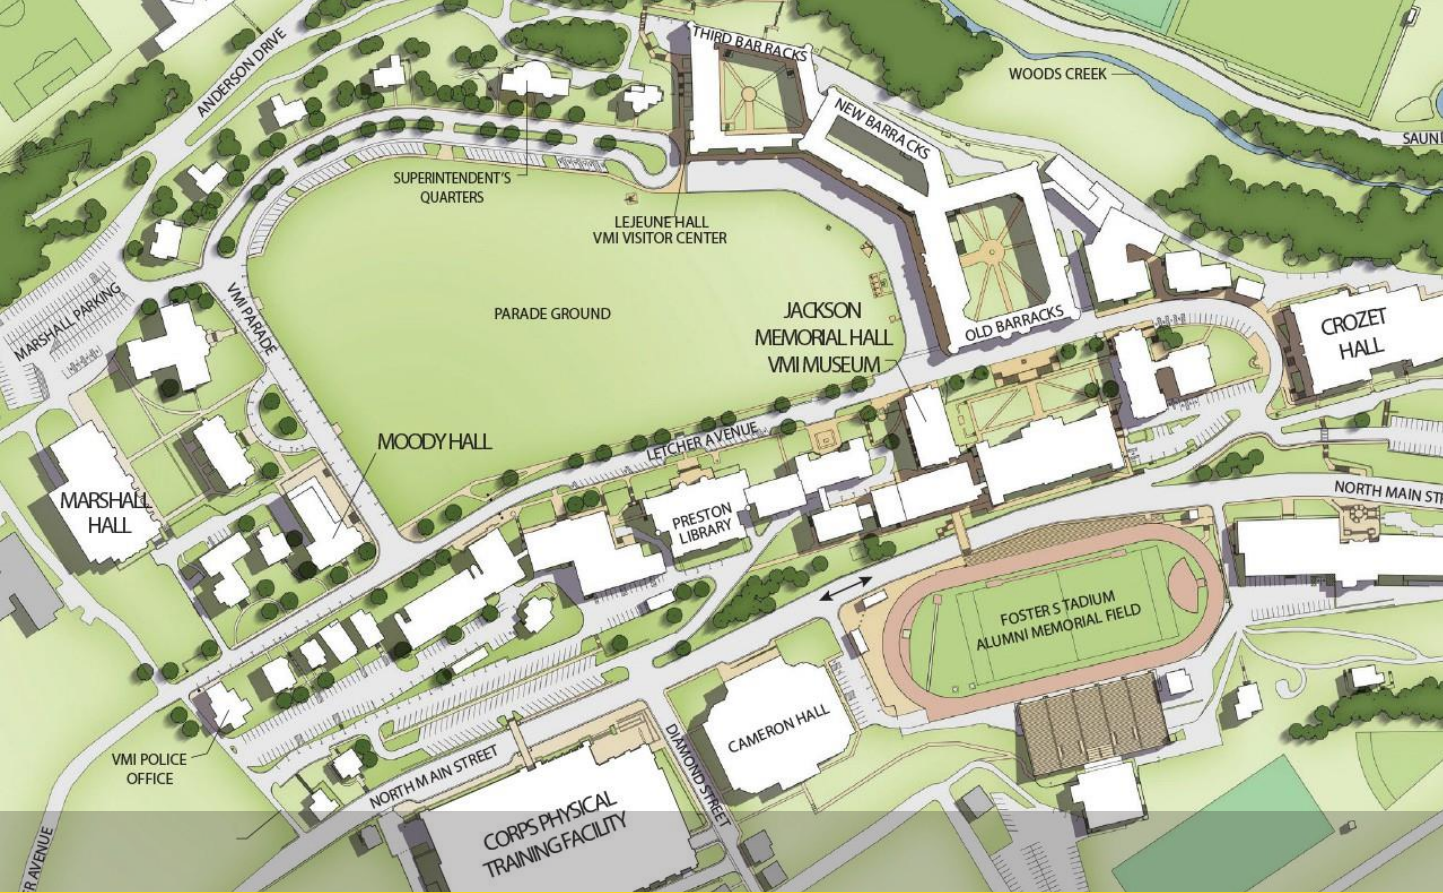 THIRD BARRACKS
WOODS CREEK
ANDERSON DRIVE
NEW BARRACKS
SAUN
SUPERINTENDENT'S
QUARTERS
LEJEUNE HALL
VMI VISITOR CENTER
MARSHALL PARKING
VMI PARADE
PARADE GROUND
JACKSON
MEMORIAL HALL
VMI MUSEUM
OLD BARRACKS
CROZET
HALL
MOODY HALL
LETCHER AVENUE
MARSHALL
HALL
PRESTON
LIBRARY
NORTH MAIN STR
FOSTER STADIUM
ALUMNI MEMORIAL FIELD
VMI POLICE
OFFICE
CAMERON HALL
DIAMOND STREET
NORTH MAIN STREET
CORPS PHYSICAL
TRAINING FACILITY
R AVENUE